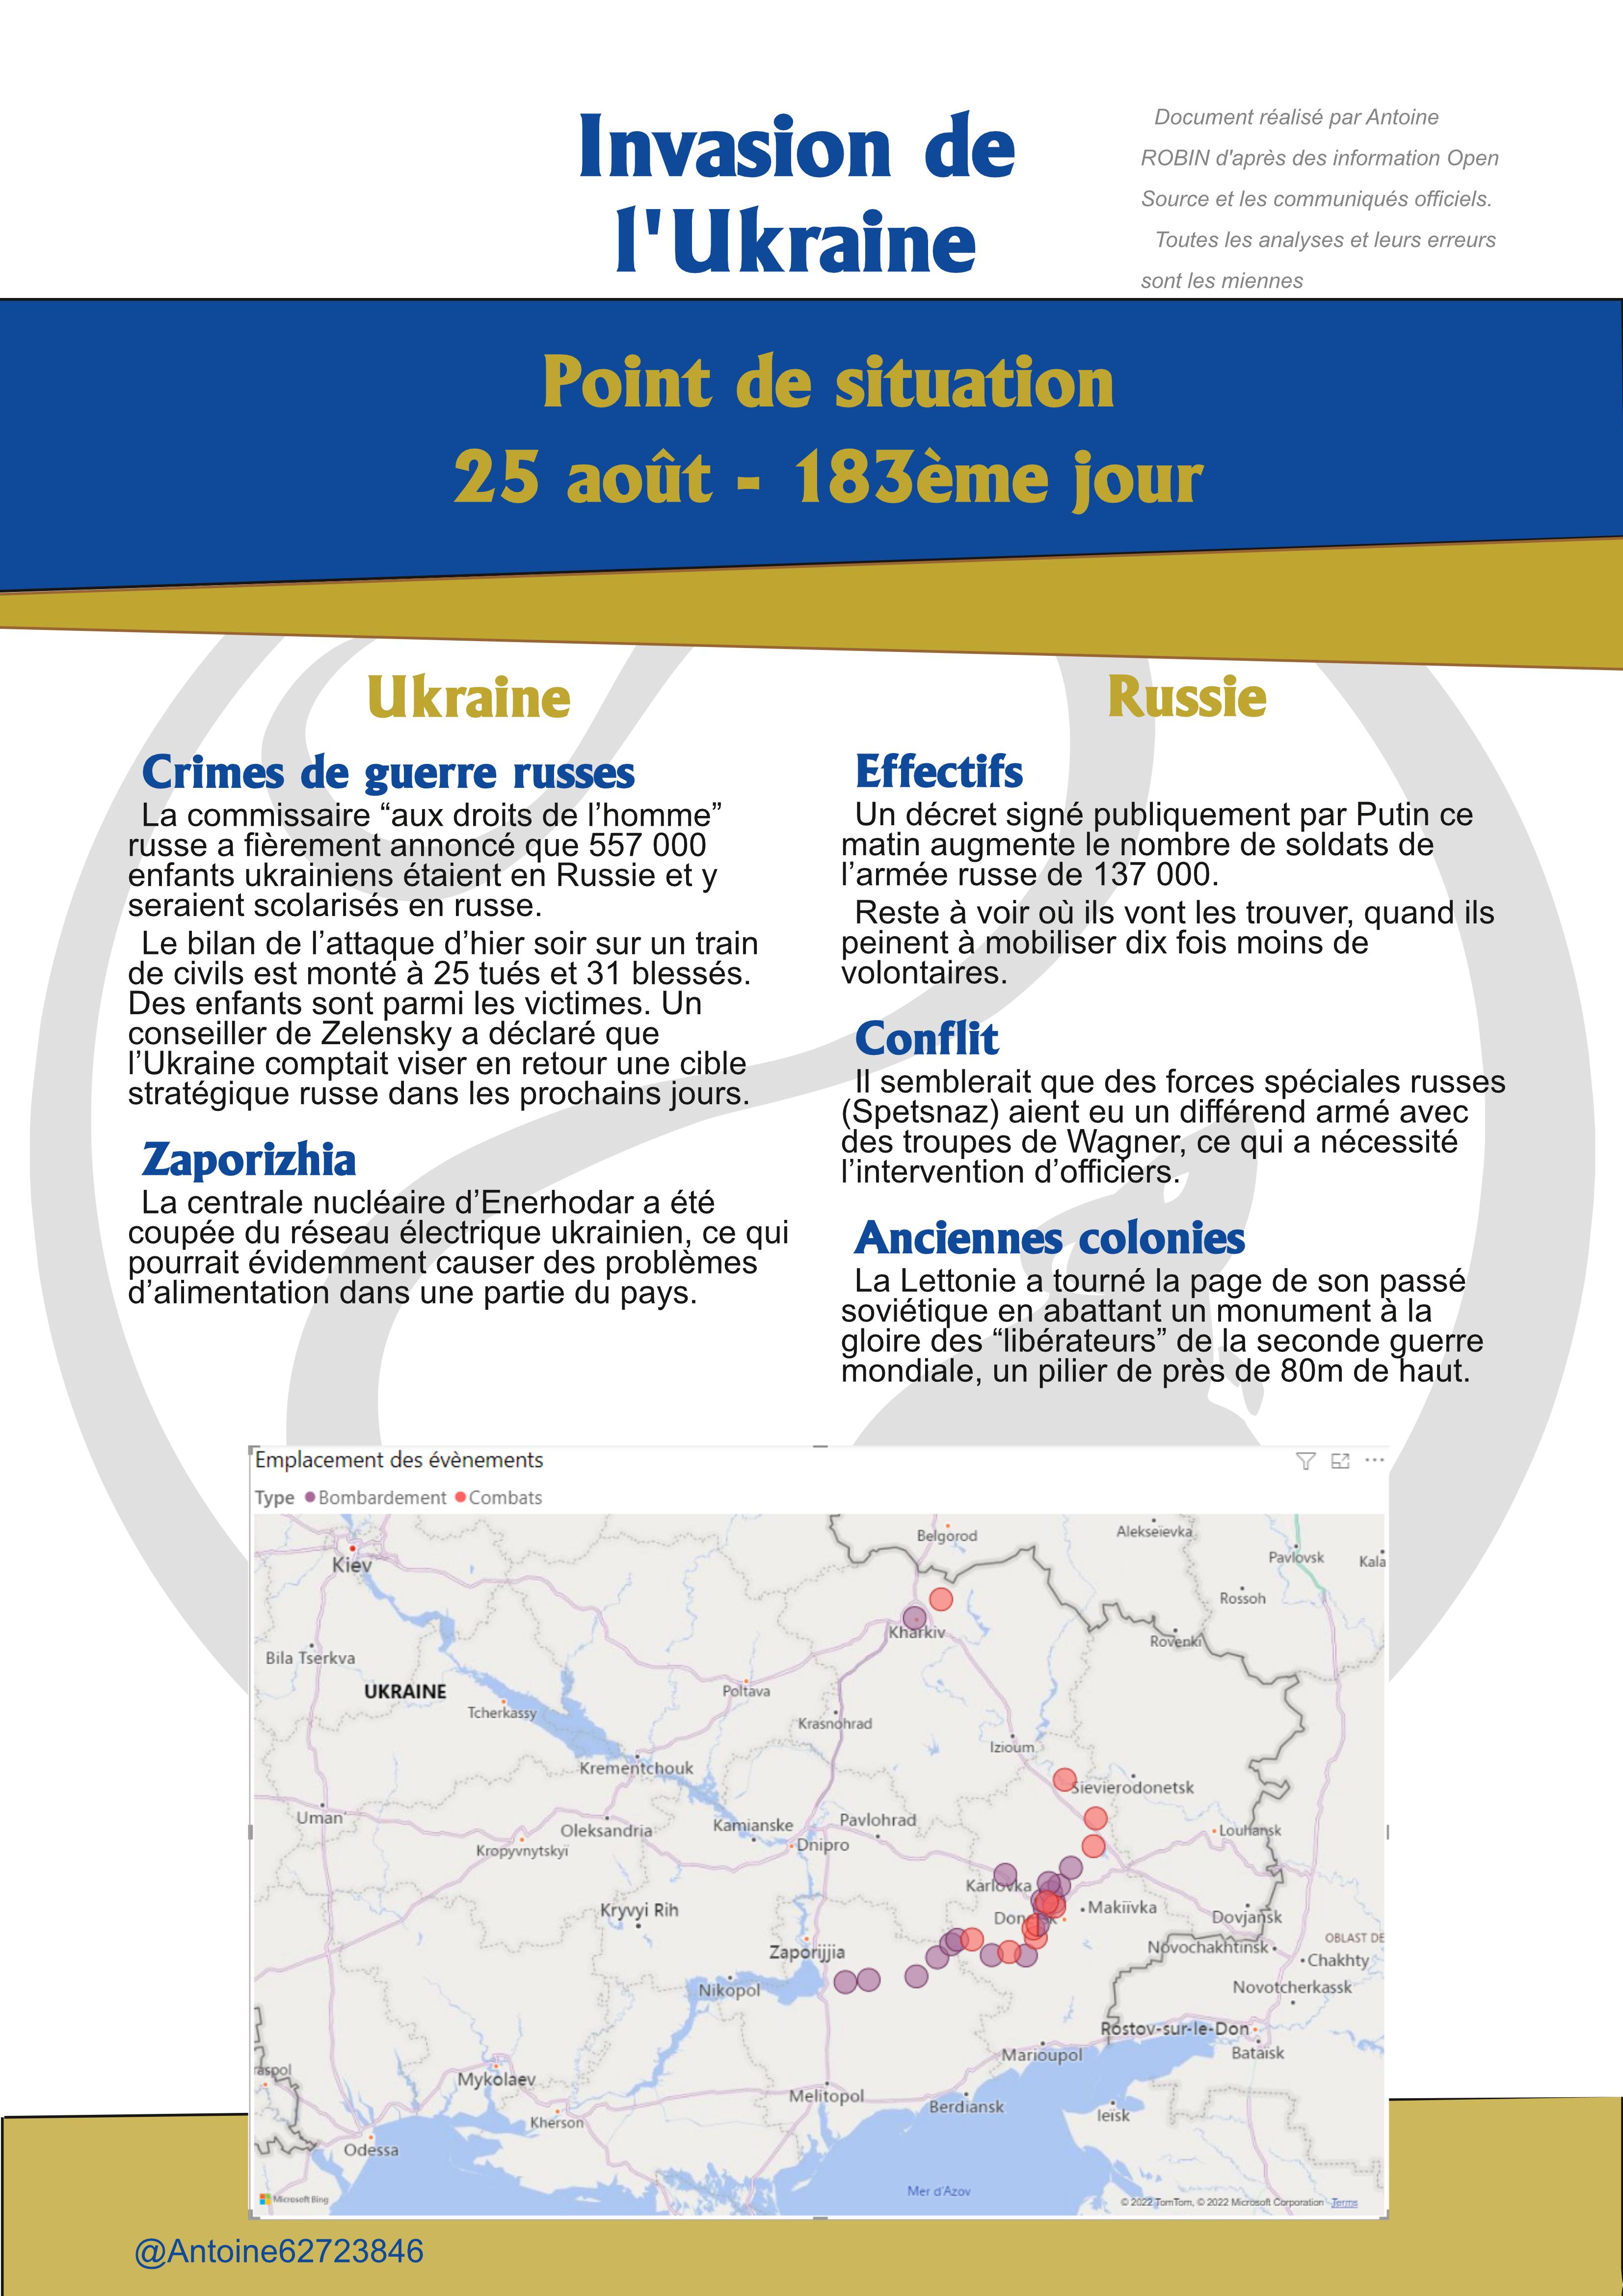 Invasion de
l'Ukraine
Document réalisé par Antoine
ROBIN d'après des information Open
Source et les communiqués officiels.
Toutes les analyses et leurs erreurs
sont les miennes
Point de situation
25 août - 183ème jour
Ukraine
Crimes de guerre russes
La commissaire “aux droits de l’homme”
russe a fièrement annoncé que 557 000
enfants ukrainiens étaient en Russie et y
seraient scolarisés en russe.
Le bilan de l’attaque d’hier soir sur un train
de civils est monté à 25 tués et 31 blessés.
Des enfants sont parmi les victimes. Un
conseiller de Zelensky a déclaré que
l’Ukraine comptait viser en retour une cible
stratégique russe dans les prochains jours.
Zaporizhia
La centrale nucléaire d’Enerhodar a été
coupée du réseau électrique ukrainien, ce qui
pourrait évidemment causer des problèmes
d’alimentation dans une partie du pays.
Russie
Effectifs
Un décret signé publiquement par Putin ce
matin augmente le nombre de soldats de
l’armée russe de 137 000.
Reste à voir où ils vont les trouver, quand ils
peinent à mobiliser dix fois moins de
volontaires.
Conflit
Il semblerait que des forces spéciales russes
(Spetsnaz) aient eu un différend armé avec
des troupes de Wagner, ce qui a nécessité
l’intervention d’officiers.
Anciennes colonies
La Lettonie a tourné la page de son passé
soviétique en abattant un monument à la
gloire des “libérateurs” de la seconde guerre
mondiale, un pilier de près de 80m de haut.
Emplacement des évènements
Type Bombardement Combats
Belgorod
Alekseïevka
Pavlovsk
Kala
Kiev
Rossoh
Kharkiv
Rovenki
Bila Tserkva
UKRAINE
Poltava
Tcherkassy
Krasnohrad
Izioum
Krementchouk
Sievierodonetsk
Uman
Oleksandria
Kamianske
Pavlohrad
Louhansk
Kropyvnytskyï
Dnipro
Karlovka
Kryvyi Rih
Makiïvka
Dovjansk
Zaporijjia
Novochakhtinsk
OBLAST DE
Chakhty
Nikopol
Novotcherkassk
Rostov-sur-le-Don
Marioupol
Bataïsk
raspol
Mykolaev
Melitopol
Berdiansk
Ieïsk
Kherson
Odessa
Mer d'Azov
Microsoft Bing
© 2022 TomTom, © 2022 Microsoft Corporation Terms
@Antoine62723846